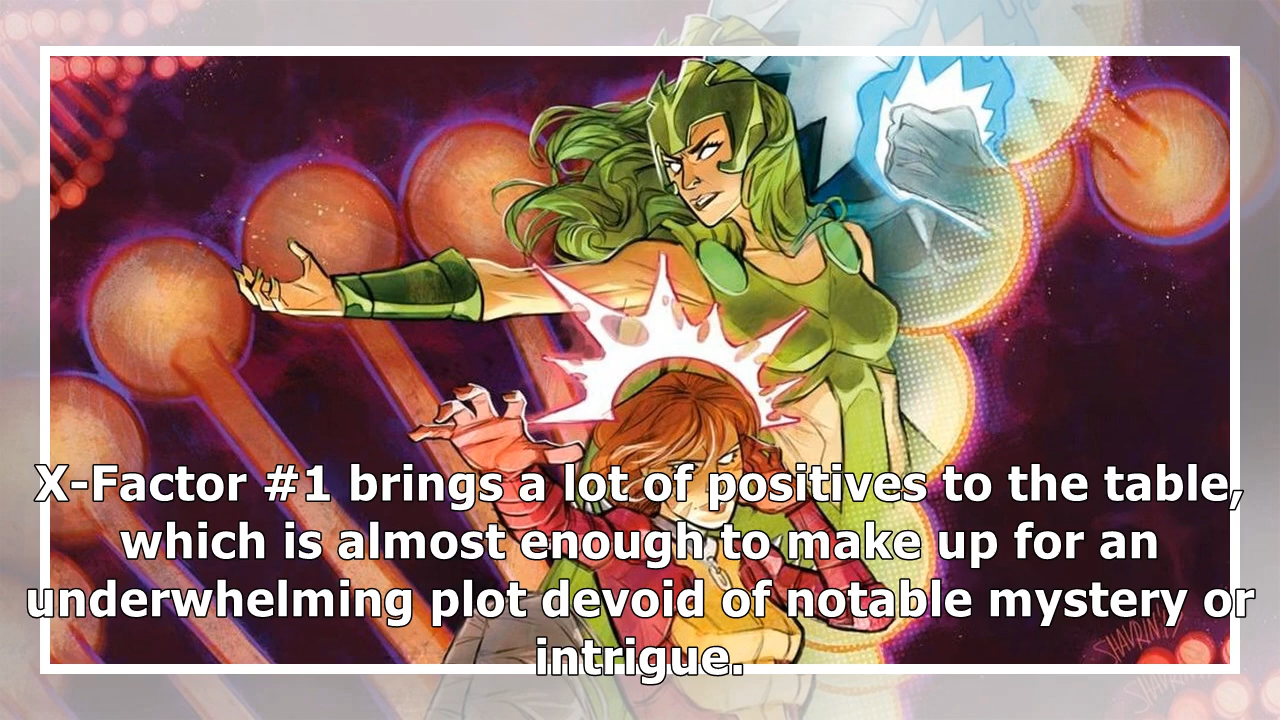 X-Factor #1 brings a lot of positives to the table,
which is almost enough to make up for an
underwhelming plot devoid of notable mystery or
intrigue.
SHAVRIN